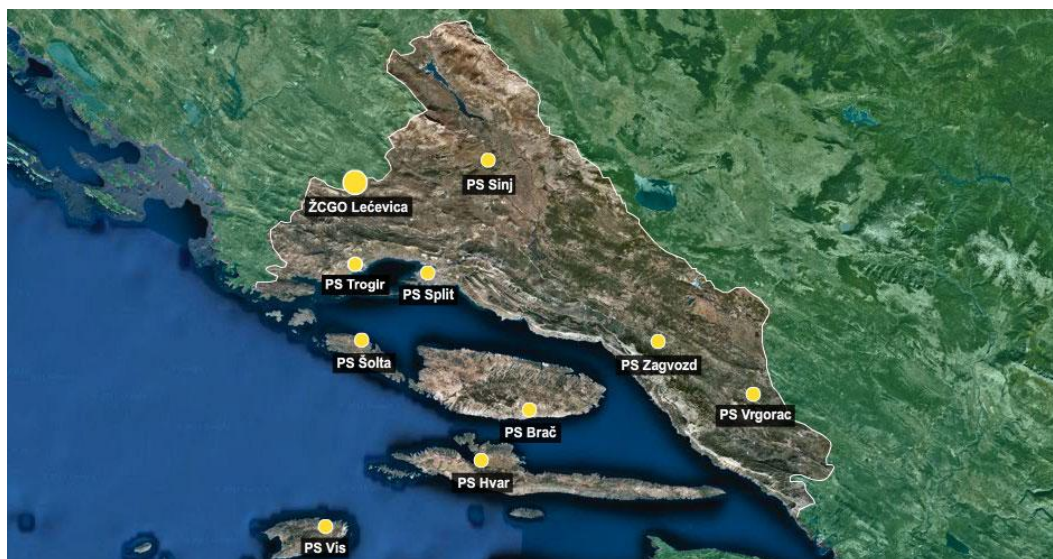 PS Sinj
ŽCGO Lećevica
PS Trogir
PS Split
PS Šolta
PS Zagvozd
PS Vrgorac
PS Brač
PS Hvar
PS Vis